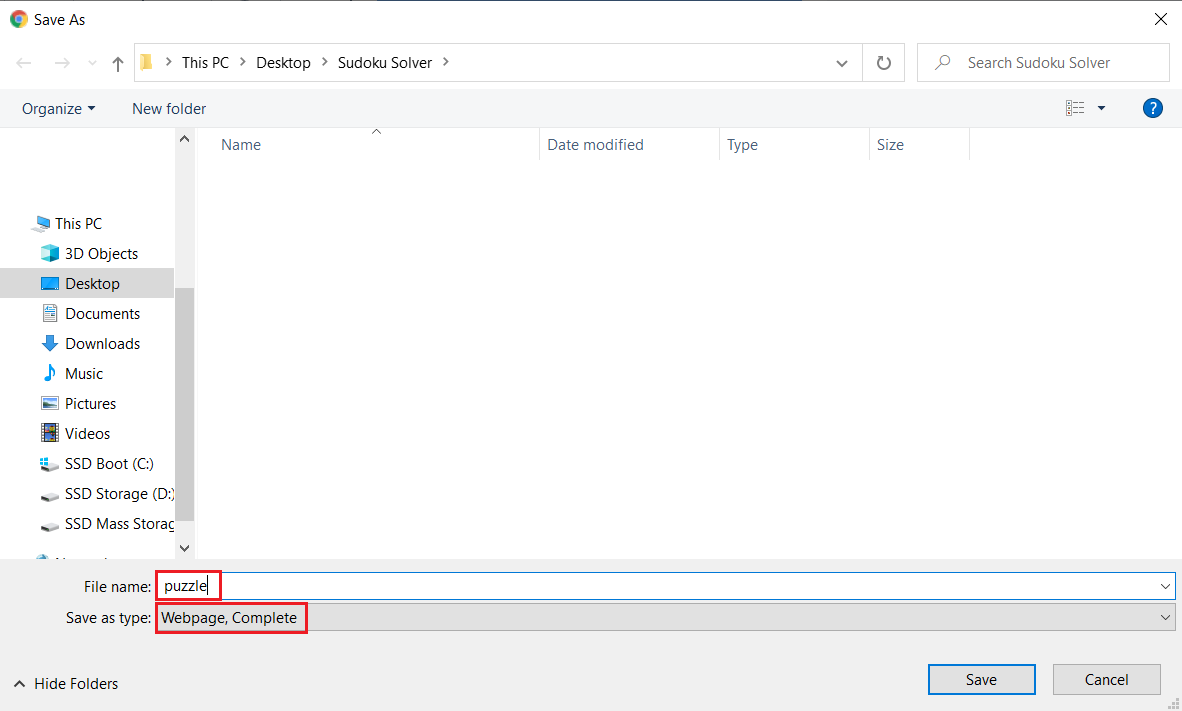 Save As
This PC > Desktop > Sudoku Solver >
Search Sudoku Solver
Organize
New folder
?
Name
Date modified
Type
Size
This PC
3D Objects
Desktop
Documents
Downloads
Music
Pictures
Videos
SSD Boot (C:)
SSD Storage (D:)
SSD Mass Storag
File name: puzzle
Save as type: Webpage, Complete
Hide Folders
Save
Cancel